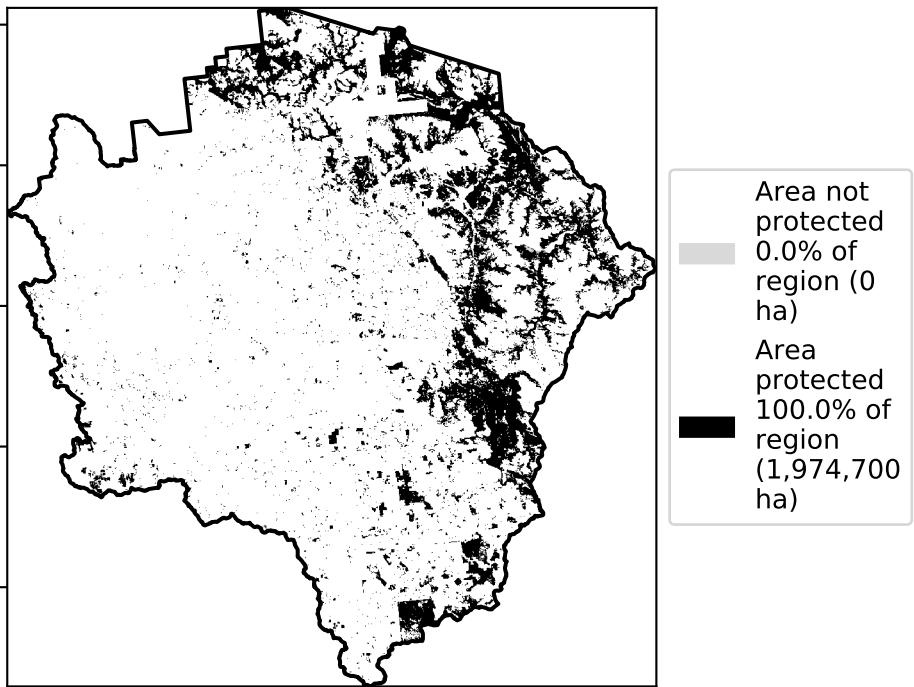 Area not
protected
0.0% of
region (0
ha)
Area
protected
100.0% of
region
(1,974,700
ha)